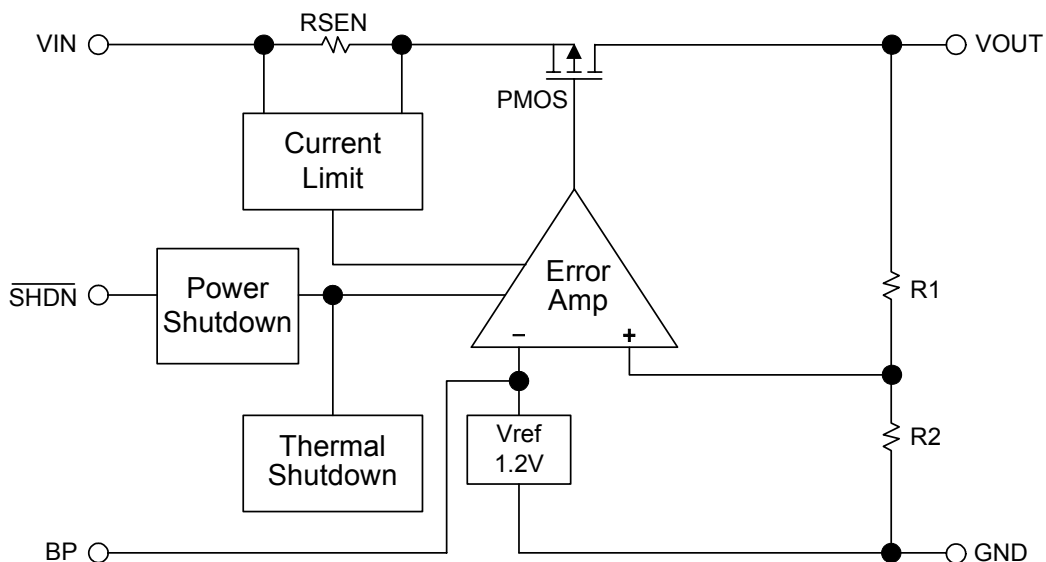 RSEN
VIN
VOUT
PMOS
Current
Limit
Error
Amp
SHDN
Power
Shutdown
R1
− +
Thermal
Shutdown
Vref
1.2V
R2
BP
GND